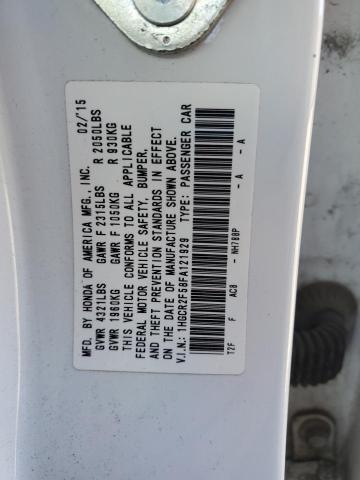 MFD. BY HONDA OF AMERICA MFG., INC. 02/15
GVWR 4321LBS GAWR F 2315LBS R 2050LBS
GVWR 1960KG GAWR F 1050KG R 930KG
THIS VEHICLE CONFORMS TO ALL APPLICABLE
FEDERAL MOTOR VEHICLE SAFETY, BUMPER,
AND THEFT PREVENTION STANDARDS IN EFFECT
ON THE DATE OF MANUFACTURE SHOWN ABOVE.
V.I.N.: 1HGCR2F58FA121929 TYPE: PASSENGER CAR
T2F F AC8 - NH788P - A - A